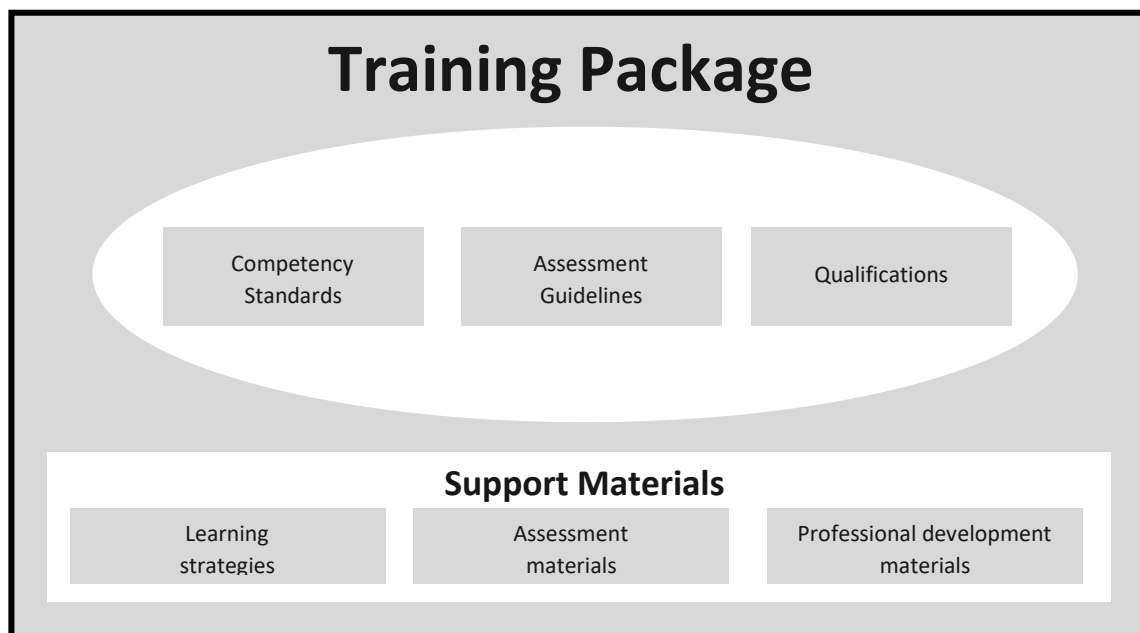 Training Package
Competency
Standards
Assessment
Guidelines
Qualifications
Support Materials
Learning
strategies
Assessment
materials
Professional development
materials